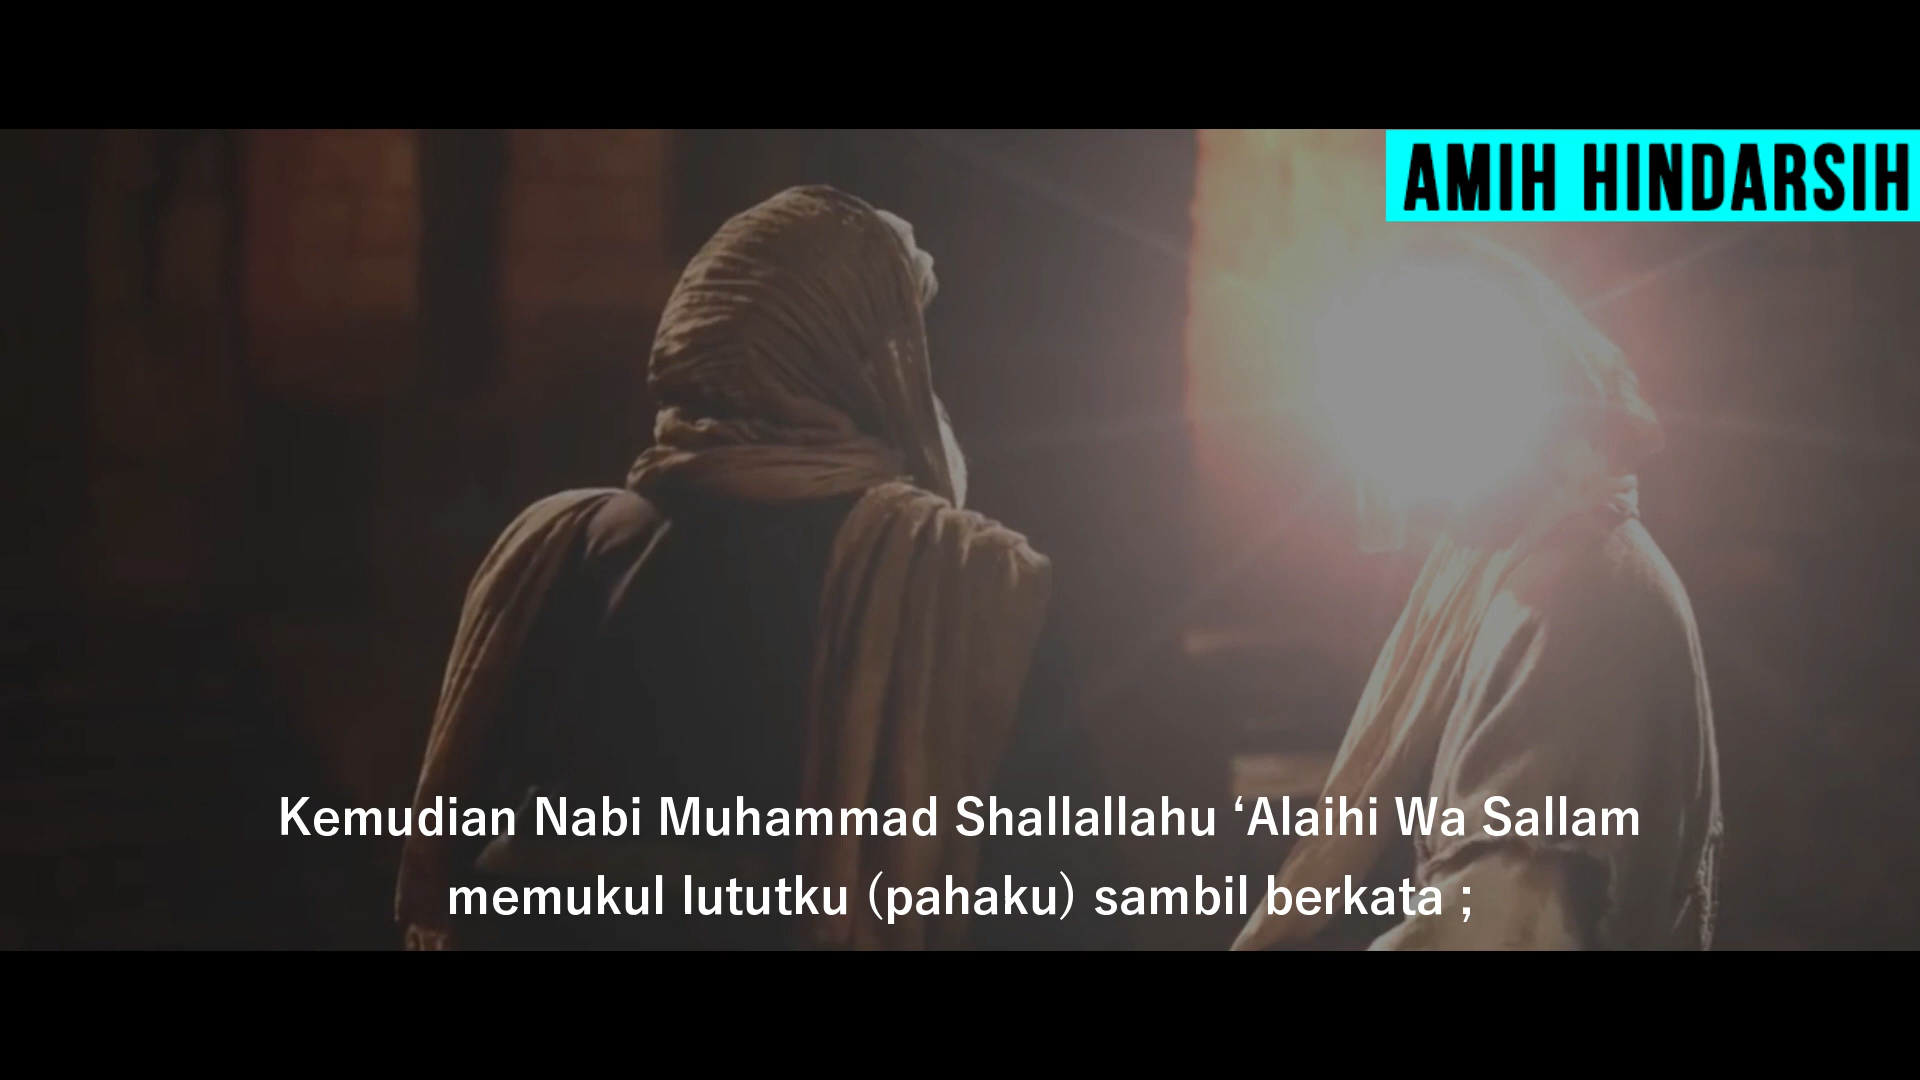 AMIH HINDARSIH
Kemudian Nabi Muhammad Shallallahu ‘Alaihi Wa Sallam
memukul lututku (pahaku) sambil berkata ;